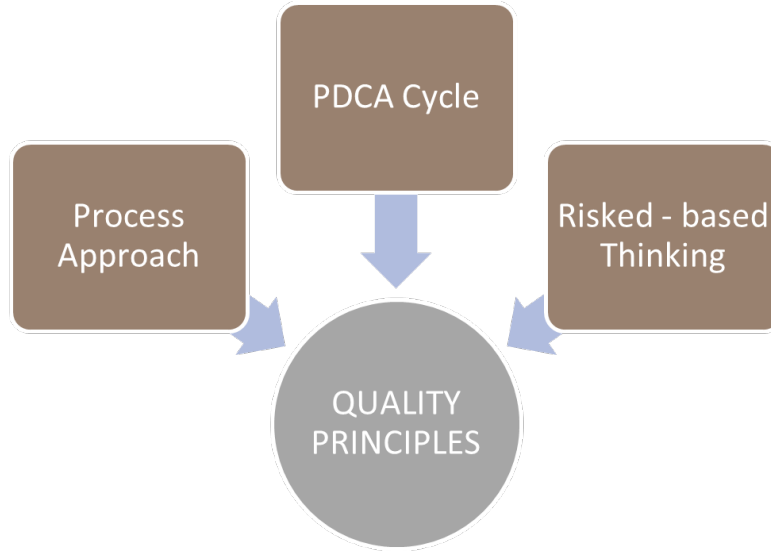 PDCA Cycle
Process
Approach
Risked - based
Thinking
QUALITY
PRINCIPLES